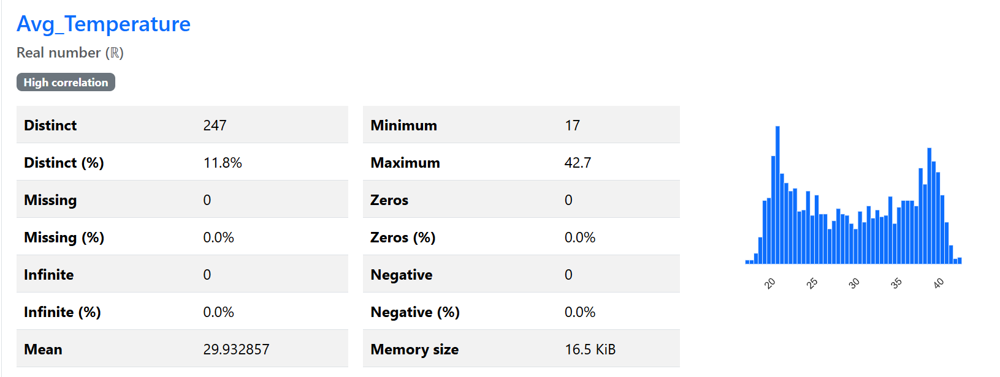 Avg_Temperature
Real number (ℝ)
High correlation
Distinct 247
Distinct (%) 11.8%
Missing 0
Missing (%) 0.0%
Infinite 0
Infinite (%) 0.0%
Mean 29.932857
Minimum 17
Maximum 42.7
Zeros 0
Zeros (%) 0.0%
Negative 0
Negative (%) 0.0%
Memory size 16.5 KiB
20 25 30 35 40